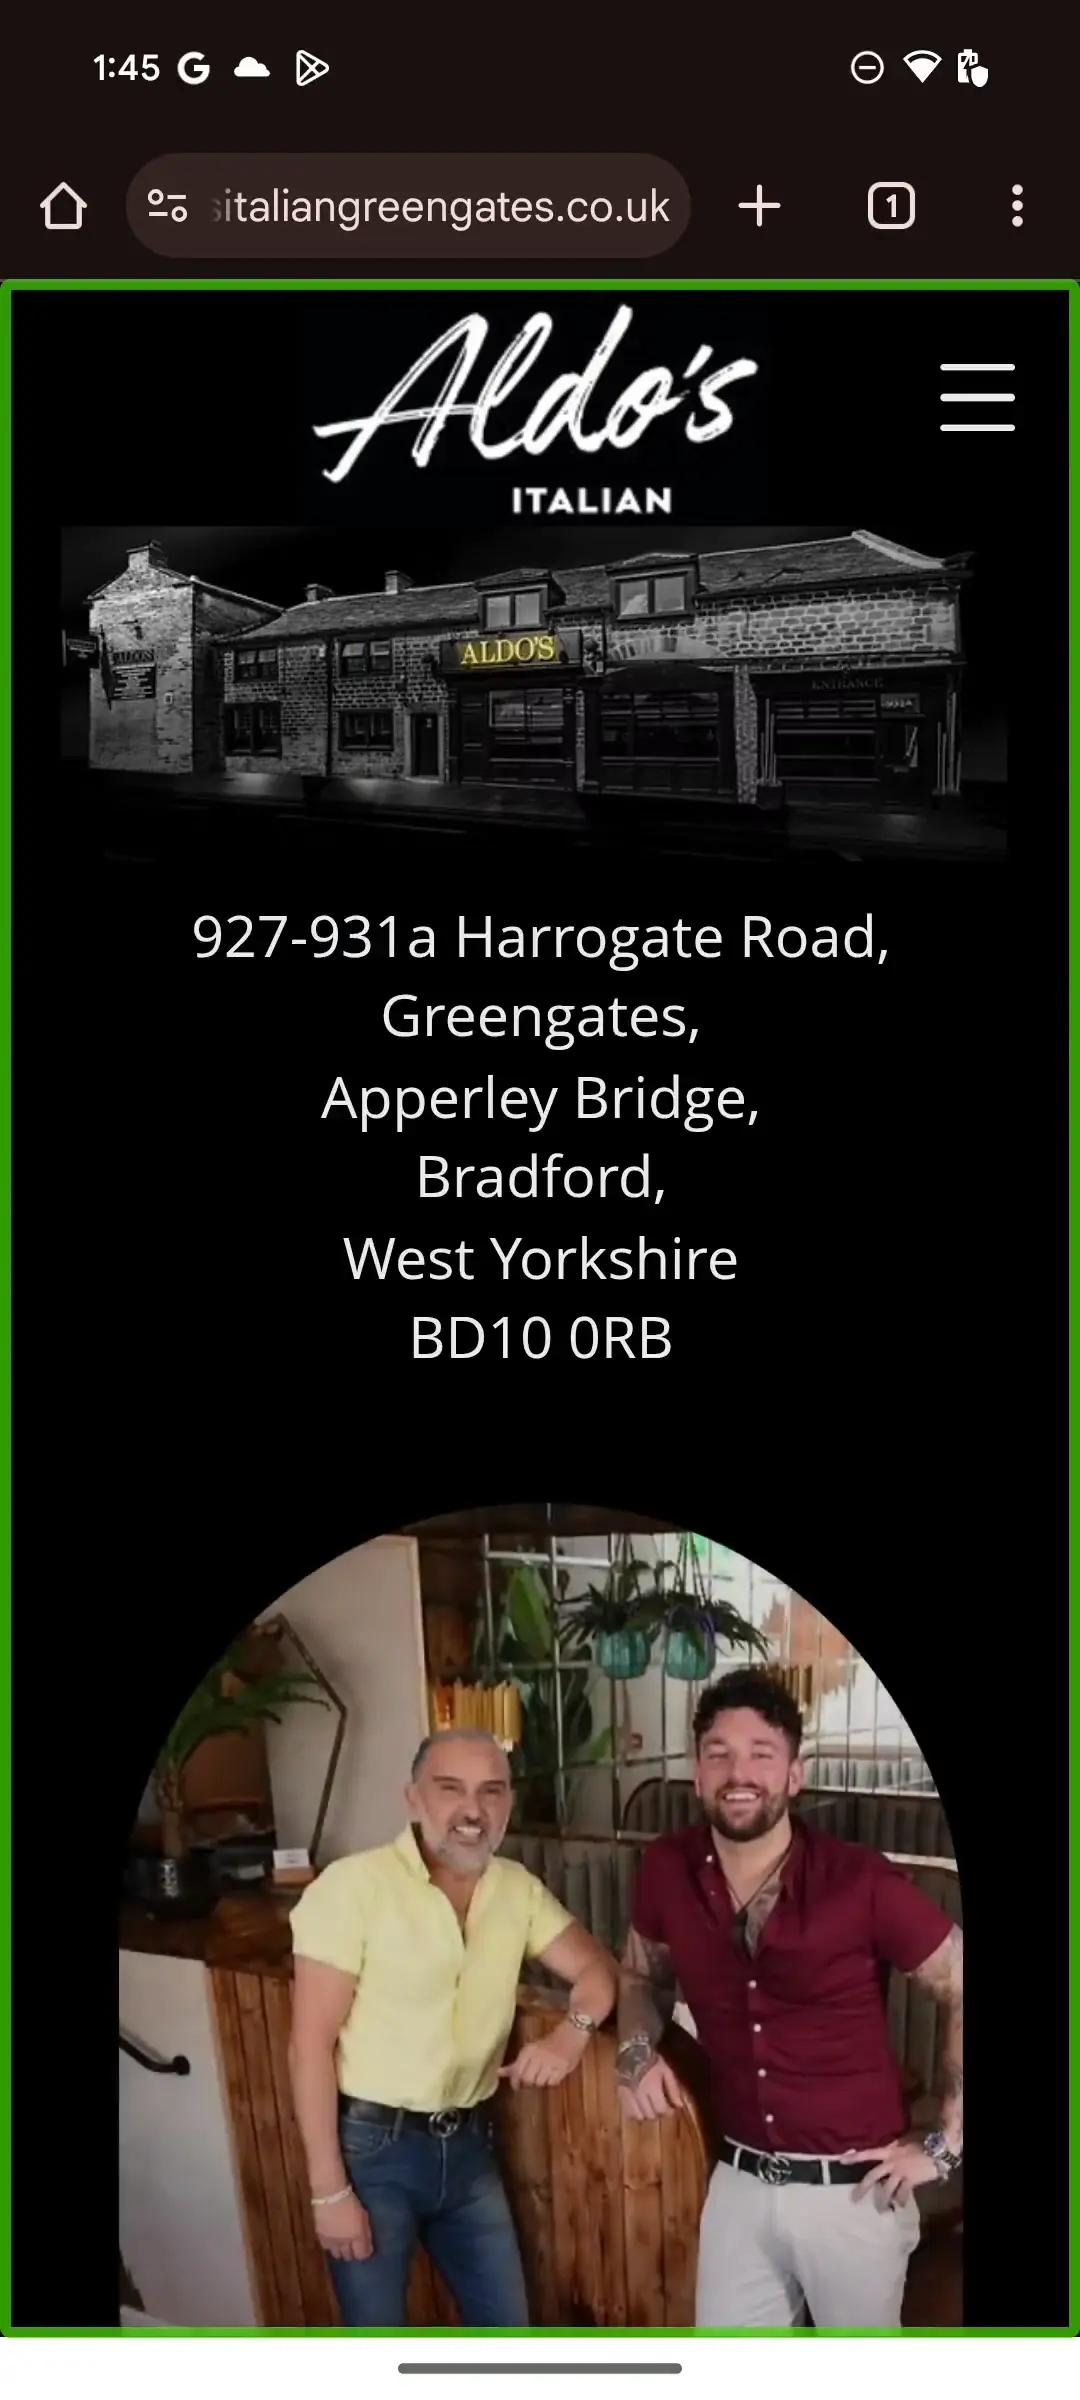 1:45
italiangreengates.co.uk
1
Aldo's
ITALIAN
ALDO'S
ENTRANCE
927-931a Harrogate Road,
Greengates,
Apperley Bridge,
Bradford,
West Yorkshire
BD10 0RB